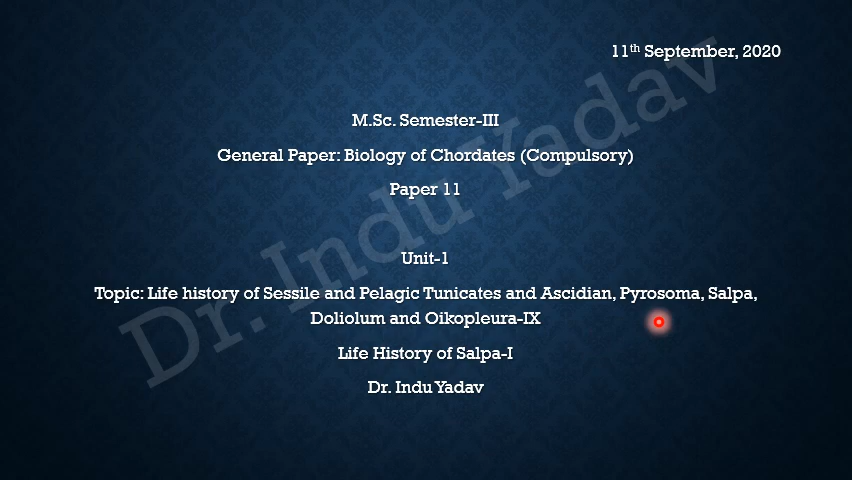 11th September, 2020
M.Sc. Semester-III
General Paper: Biology of Chordates (Compulsory)
Paper 11
Unit-1
Topic: Life history of Sessile and Pelagic Tunicates and Ascidian, Pyrosoma, Salpa,
Doliolum and Oikopleura-IX
Life History of Salpa-I
Dr. Indu Yadav
Dr. Indu Yadav